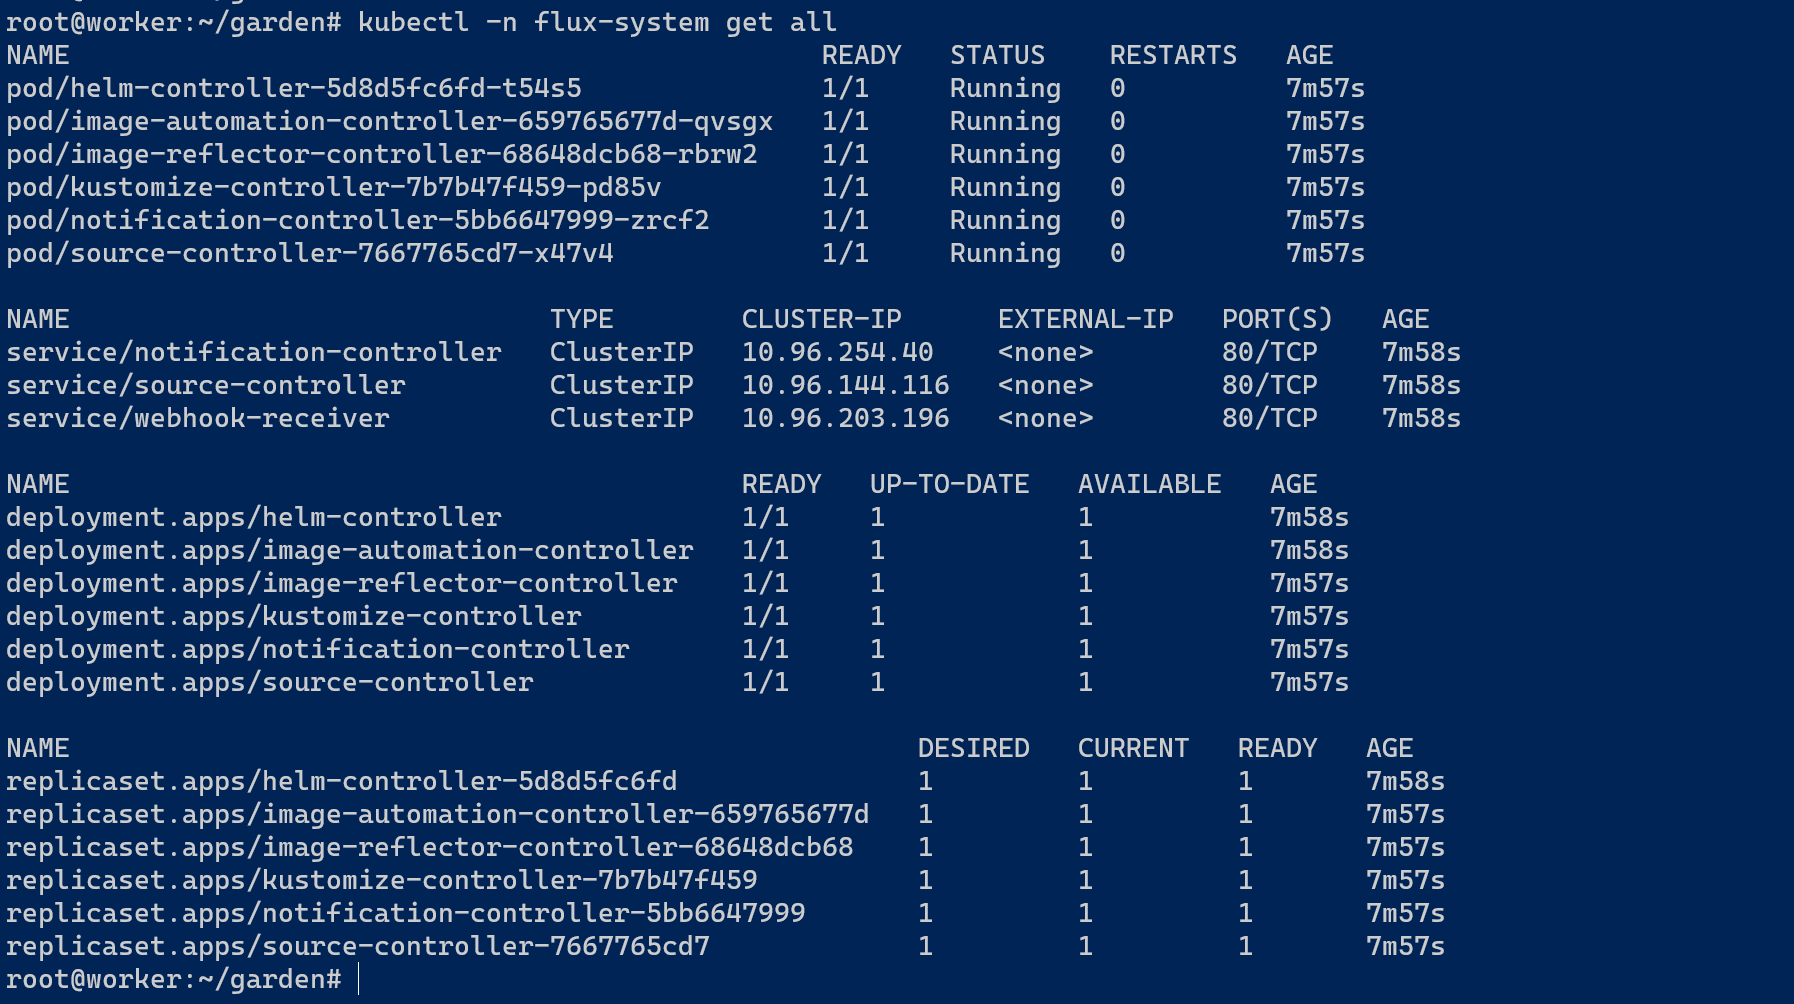 root@worker:~/garden# kubectl -n flux-system get all
NAME READY STATUS RESTARTS AGE
pod/helm-controller-5d8d5fc6fd-t54s5 1/1 Running 0 7m57s
pod/image-automation-controller-659765677d-qvsgx 1/1 Running 0 7m57s
pod/image-reflector-controller-68648dcb68-rbrw2 1/1 Running 0 7m57s
pod/kustomize-controller-7b7b47f459-pd85v 1/1 Running 0 7m57s
pod/notification-controller-5bb6647999-zrcf2 1/1 Running 0 7m57s
pod/source-controller-7667765cd7-x47v4 1/1 Running 0 7m57s
NAME TYPE CLUSTER-IP EXTERNAL-IP PORT(S) AGE
service/notification-controller ClusterIP 10.96.254.40 <none> 80/TCP 7m58s
service/source-controller ClusterIP 10.96.144.116 <none> 80/TCP 7m58s
service/webhook-receiver ClusterIP 10.96.203.196 <none> 80/TCP 7m58s
NAME READY UP-TO-DATE AVAILABLE AGE
deployment.apps/helm-controller 1/1 1 1 7m58s
deployment.apps/image-automation-controller 1/1 1 1 7m58s
deployment.apps/image-reflector-controller 1/1 1 1 7m57s
deployment.apps/kustomize-controller 1/1 1 1 7m57s
deployment.apps/notification-controller 1/1 1 1 7m57s
deployment.apps/source-controller 1/1 1 1 7m57s
NAME DESIRED CURRENT READY AGE
replicaset.apps/helm-controller-5d8d5fc6fd 1 1 1 7m58s
replicaset.apps/image-automation-controller-659765677d 1 1 1 7m57s
replicaset.apps/image-reflector-controller-68648dcb68 1 1 1 7m57s
replicaset.apps/kustomize-controller-7b7b47f459 1 1 1 7m57s
replicaset.apps/notification-controller-5bb6647999 1 1 1 7m57s
replicaset.apps/source-controller-7667765cd7 1 1 1 7m57s
root@worker:~/garden#